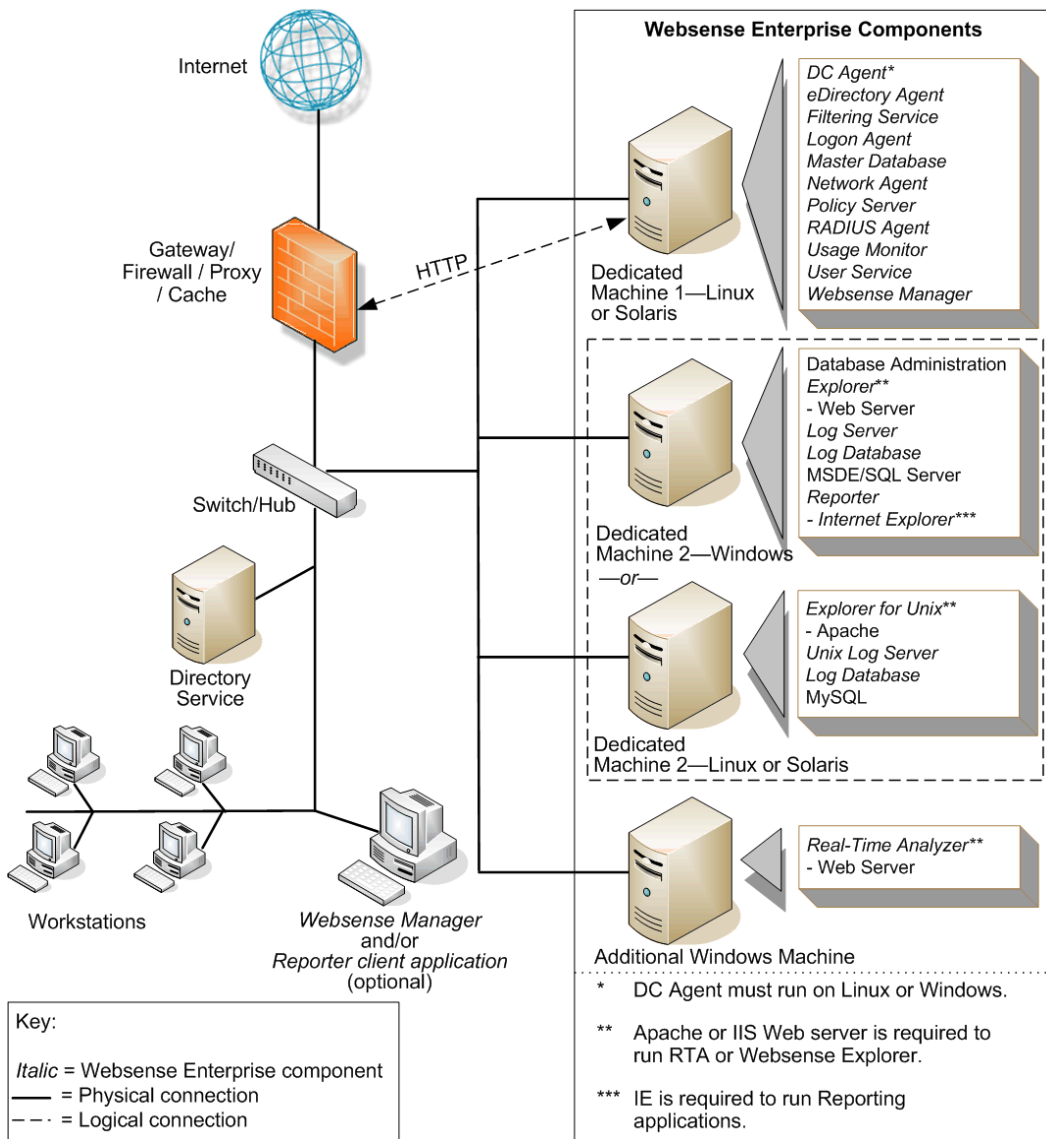 Internet
Gateway/
Firewall / Proxy
/ Cache
HTTP
Switch/Hub
Directory
Service
Workstations
Websense Manager
and/or
Reporter client application
(optional)
Key:
Italic = Websense Enterprise component
= Physical connection
= Logical connection
Websense Enterprise Components
Dedicated
Machine 1—Linux
or Solaris
DC Agent*
eDirectory Agent
Filtering Service
Logon Agent
Master Database
Network Agent
Policy Server
RADIUS Agent
Usage Monitor
User Service
Websense Manager
Dedicated
Machine 2—Windows
—or—
Database Administration
Explorer**
- Web Server
Log Server
Log Database
MSDE/SQL Server
Reporter
- Internet Explorer***
Dedicated
Machine 2—Linux or Solaris
Explorer for Unix**
- Apache
Unix Log Server
Log Database
MySQL
Additional Windows Machine
Real-Time Analyzer**
- Web Server
* DC Agent must run on Linux or Windows.
** Apache or IIS Web server is required to
run RTA or Websense Explorer.
*** IE is required to run Reporting
applications.